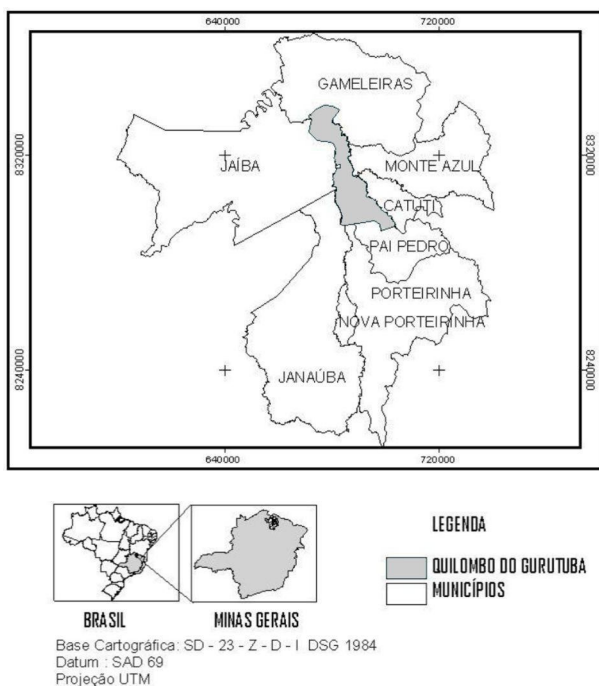 640000
720000
GAMELEIRAS
8320000
JAÍBA
MONTE AZUL
8320000
CATUTI
PAI PEDRO
PORTEIRINHA
NOVA PORTEIRINHA
8240000
JANAÚBA
8240000
640000
720000
LEGENDA
QUILOMBO DO GURUTUBA
MUNICÍPIOS
BRASIL
MINAS GERAIS
Base Cartográfica: SD - 23 - Z - D - I DSG 1984
Datum : SAD 69
Projeção UTM